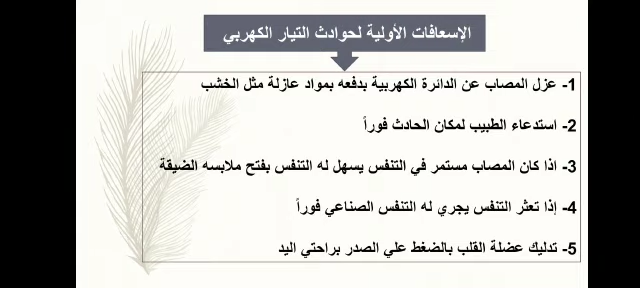 الإسعافات الأولية لحوادث التيار الكهربي
1- عزل المصاب عن الدائرة الكهربية بدفعه بمواد عازلة مثل الخشب
2- استدعاء الطبيب لمكان الحادث فوراً
3- اذا كان المصاب مستمر في التنفس يسهل له التنفس بفتح ملابسه الضيقة
4- إذا تعثر التنفس يجري له التنفس الصناعي فوراً
5- تدليك عضلة القلب بالضغط علي الصدر براحتي اليد